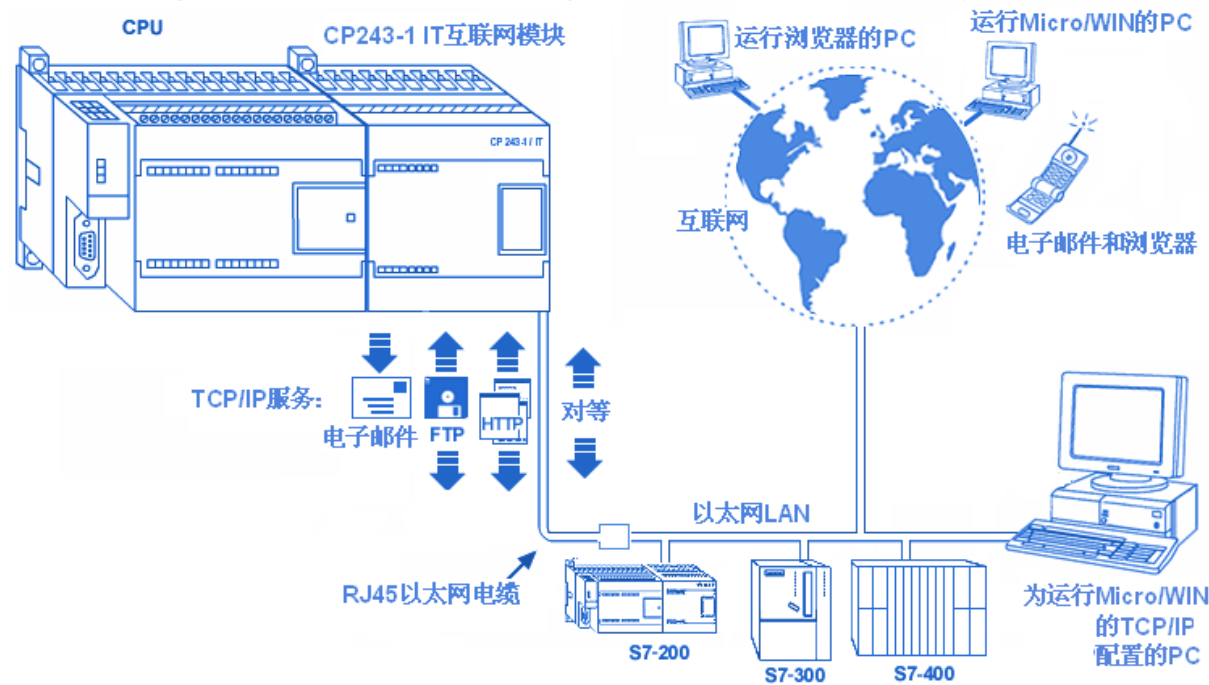 CPU
CP243-1 IT互联网模块
运行浏览器的PC
运行Micro/WIN的PC
CP 243-1 / IT
互联网
电子邮件和浏览器
TCP/IP服务:
电子邮件
FTP
HTTP
对等
以太网LAN
RJ45以太网电缆
S7-200
S7-300
S7-400
为运行Micro/WIN
的TCP/IP
配置的PC